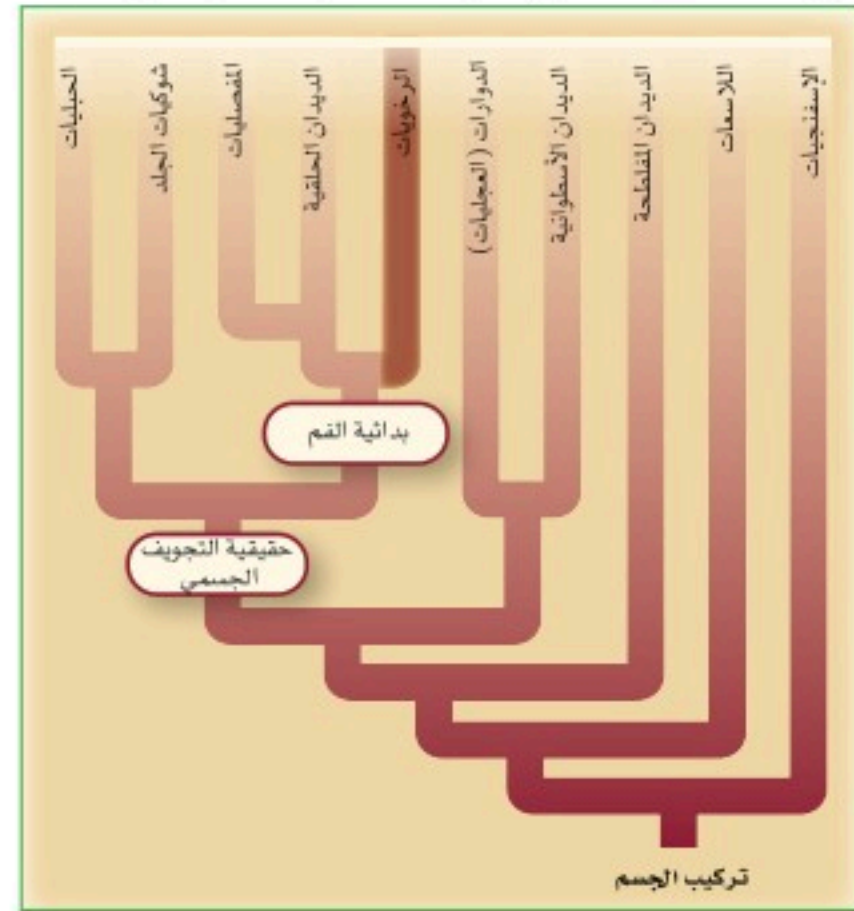 الإسفنجيات
اللاسعات
الديدان المفلطحة
الديدان الأسطوانية
الدوارات (العجليات)
الرخويات
الديدان الحلقية
المفصليات
شوكيات الجلد
الحبليات
بدائية الفم
حقيقية التجويف
الجسمي
تركيب الجسم